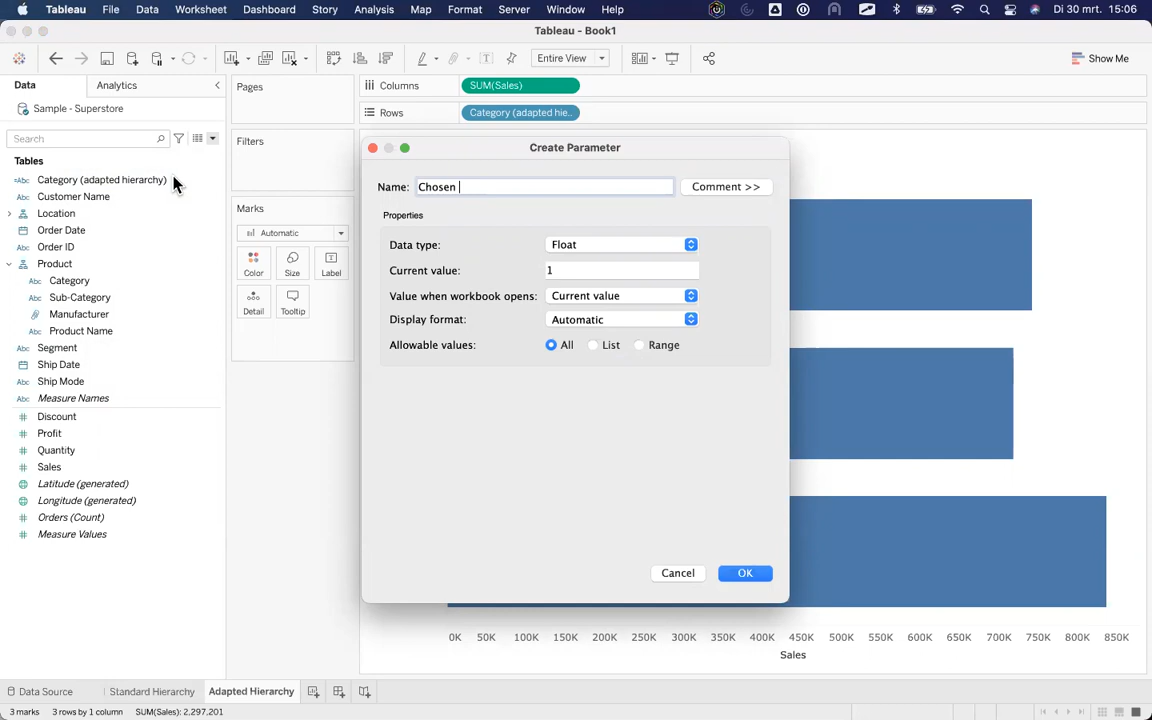 Tableau File Data Worksheet Dashboard Story Analysis Map Format Server Window Help Di 30 mrt. 15:06
Tableau - Book1
Entire View
Show Me
Data Analytics
Sample - Superstore
Search
Tables
Category (adapted hierarchy)
Customer Name
Location
Order Date
Order ID
Product
Category
Sub-Category
Manufacturer
Product Name
Segment
Ship Date
Ship Mode
Measure Names
Discount
Profit
Quantity
Sales
Latitude (generated)
Longitude (generated)
Orders (Count)
Measure Values
Pages
Filters
Marks
Automatic
Color Size Label
Detail Tooltip
Columns SUM(Sales)
Rows Category (adapted hie..
Create Parameter
Name: Chosen Comment >>
Properties
Data type: Float
Current value: 1
Value when workbook opens: Current value
Display format: Automatic
Allowable values: All List Range
Cancel OK
0K 50K 100K 150K 200K 250K 300K 350K 400K 450K 500K 550K 600K 650K 700K 750K 800K 850K
Sales
Data Source Standard Hierarchy Adapted Hierarchy
3 marks 3 rows by 1 column SUM(Sales): 2,297,201